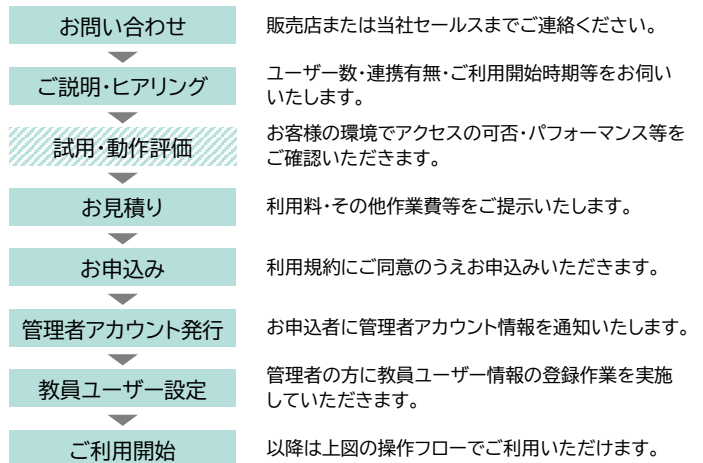 お問い合わせ
販売店または当社セールスまでご連絡ください。
ご説明・ヒアリング
ユーザー数・連携有無・ご利用開始時期等をお伺い
いたします。
試用・動作評価
お客様の環境でアクセスの可否・パフォーマンス等を
ご確認いただきます。
お見積り
利用料・その他作業費等をご提示いたします。
お申込み
利用規約にご同意のうえお申込みいただきます。
管理者アカウント発行
お申込者に管理者アカウント情報を通知いたします。
教員ユーザー設定
管理者の方に教員ユーザー情報の登録作業を実施
していただきます。
ご利用開始
以降は上図の操作フローでご利用いただけます。